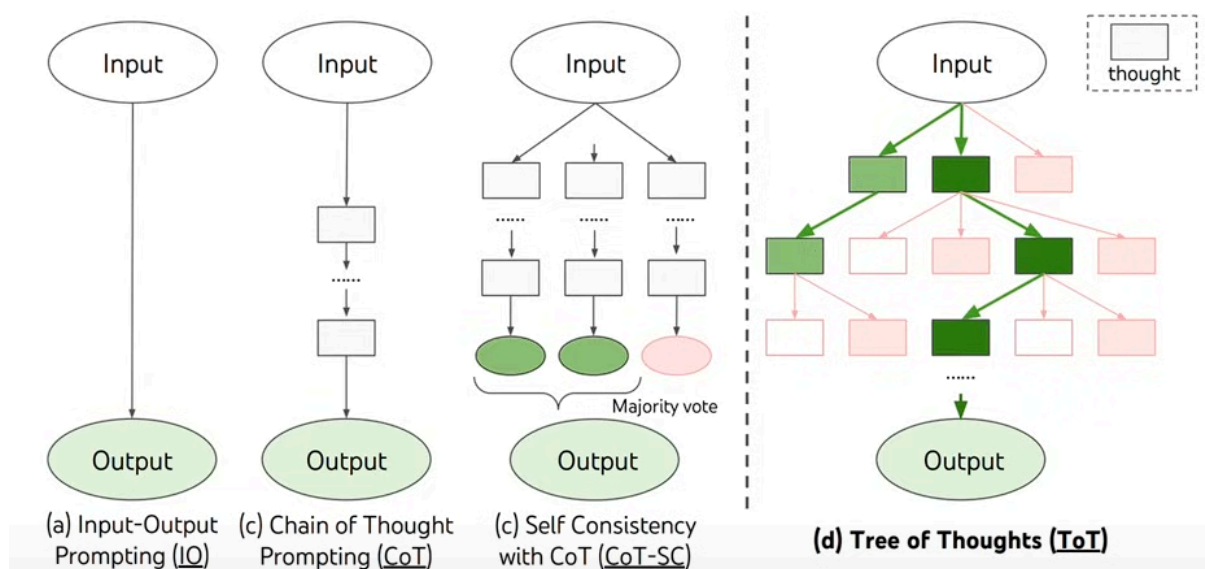 Input
Input
Input
Input
thought
......
......
......
......
Majority vote
......
Output
Output
Output
Output
(a) Input-Output
Prompting (IO)
(c) Chain of Thought
Prompting (CoT)
(c) Self Consistency
with CoT (CoT-SC)
(d) Tree of Thoughts (ToT)